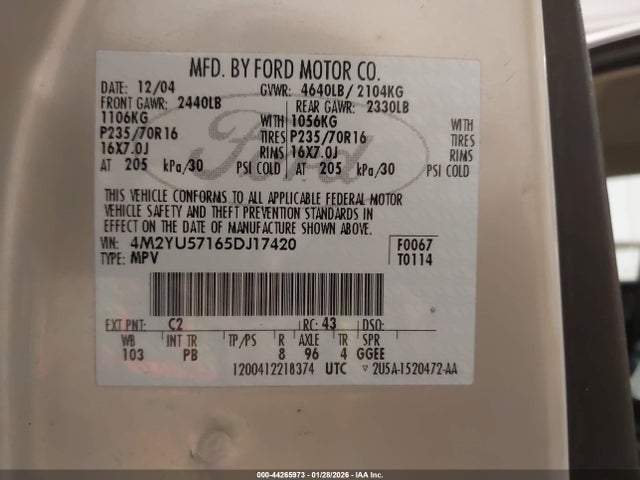 MFD. BY FORD MOTOR CO.
DATE: 12/04 GVWR: 4640LB / 2104KG
FRONT GAWR: 2440LB REAR GAWR: 2330LB
1106KG WITH 1056KG WITH
P235/70R16 TIRES P235/70R16 TIRES
16X7.0J RIMS 16X7.0J RIMS
AT 205 kPa/30 PSI COLD AT 205 kPa/30 PSI COLD
Ford
THIS VEHICLE CONFORMS TO ALL APPLICABLE FEDERAL MOTOR
VEHICLE SAFETY AND THEFT PREVENTION STANDARDS IN
EFFECT ON THE DATE OF MANUFACTURE SHOWN ABOVE.
VIN: 4M2YU57165DJ17420 F0067
TYPE: MPV T0114
EXT PNT: C2 RC: 43 DSO:
WB INT TR TP/PS R AXLE TR SPR
103 PB 8 96 4 GGEE
1200412218374 UTC ▽ 2U5A-1520472-AA
000-44265973 | 01/28/2026 | IAA Inc.